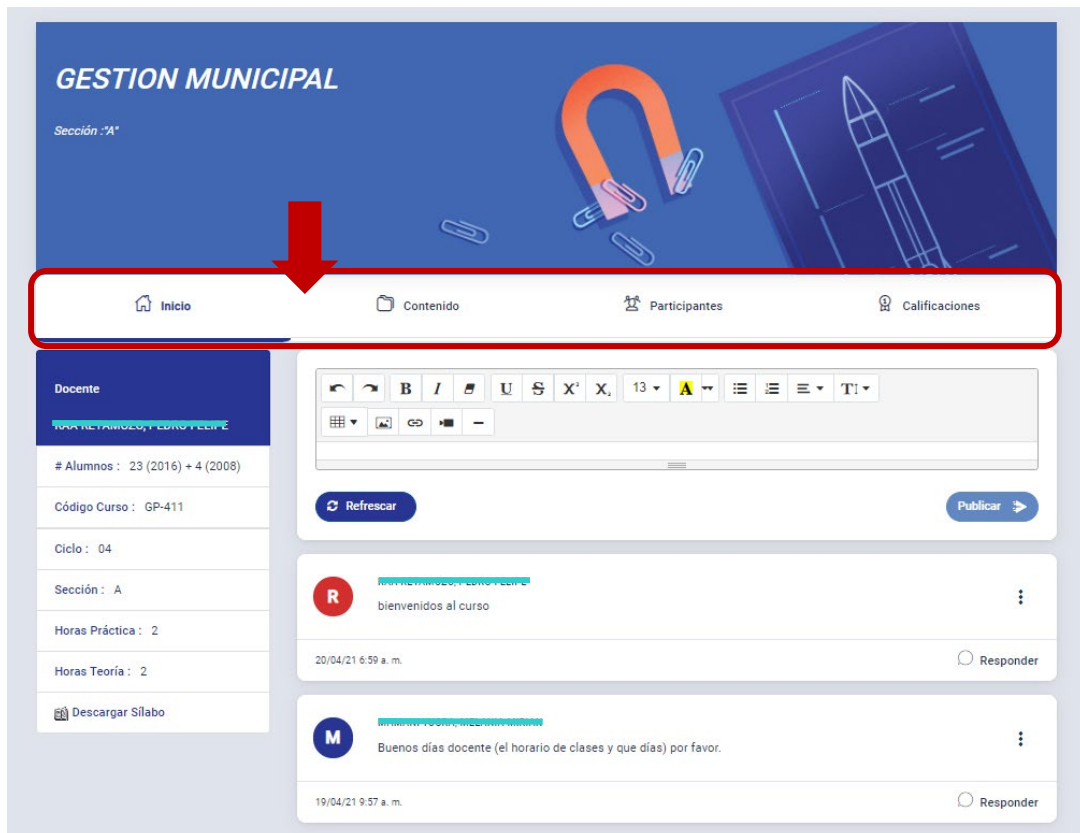 GESTION MUNICIPAL
Sección :"A"
Inicio
Contenido
Participantes
Calificaciones
Docente
# Alumnos : 23 (2016) + 4 (2008)
Código Curso : GP-411
Ciclo : 04
Sección : A
Horas Práctica : 2
Horas Teoría : 2
Descargar Sílabo
B I U S X² X₂ 13 A TI
Refrescar
Publicar
R
bienvenidos al curso
20/04/21 6:59 a. m.
Responder
M
Buenos días docente (el horario de clases y que días) por favor.
19/04/21 9:57 a. m.
Responder